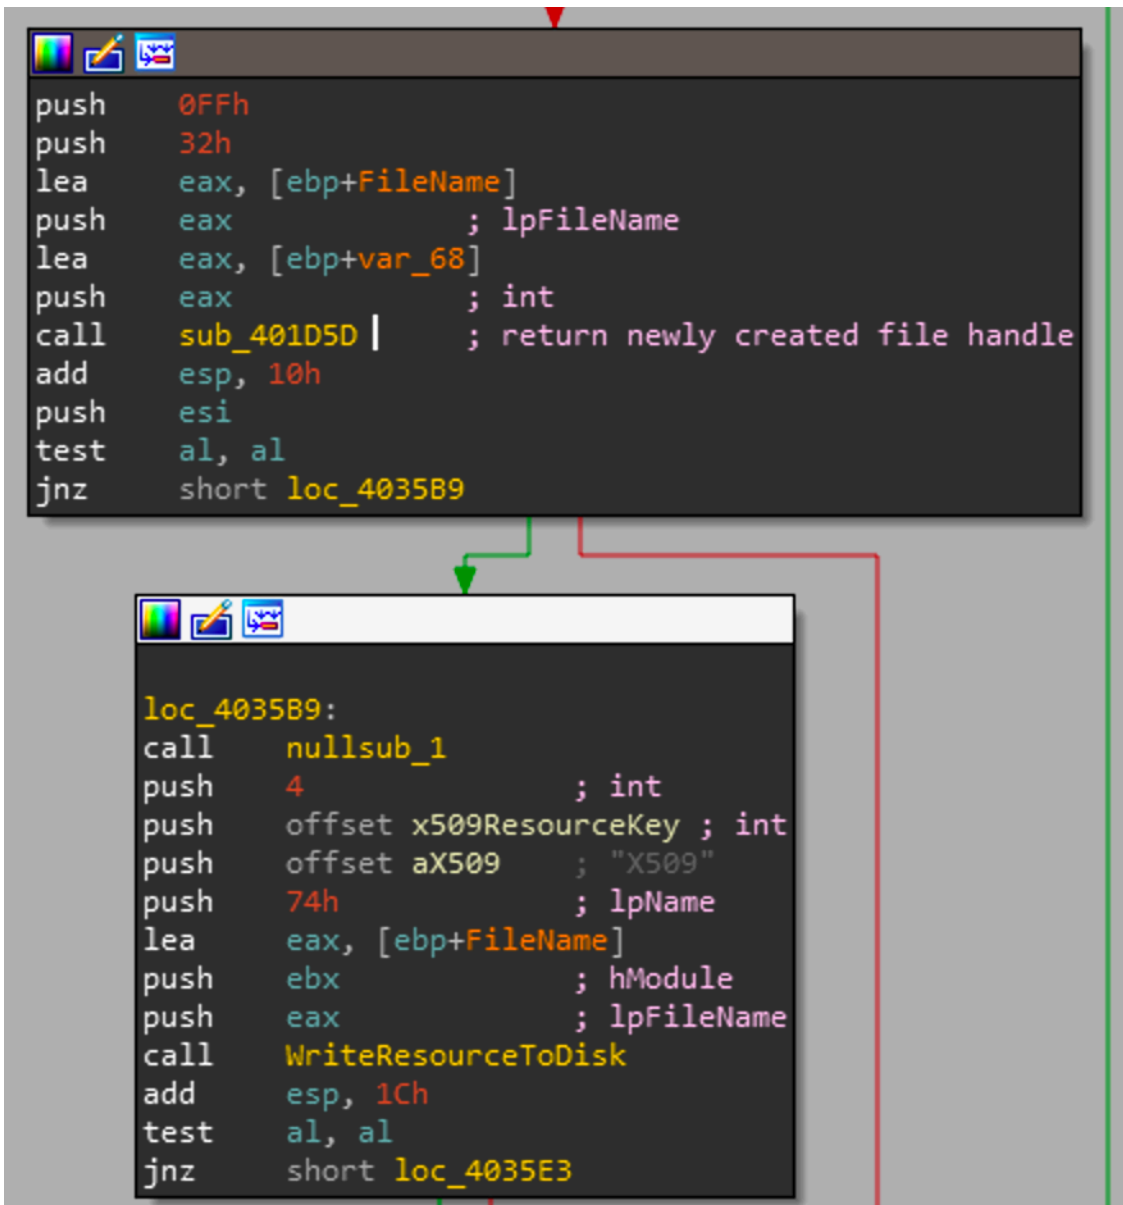 push 0FFh
push 32h
lea eax, [ebp+FileName]
push eax ; lpFileName
lea eax, [ebp+var_68]
push eax ; int
call sub_401D5D ; return newly created file handle
add esp, 10h
push esi
test al, al
jnz short loc_4035B9
loc_4035B9:
call nullsub_1
push 4 ; int
push offset x509ResourceKey ; int
push offset aX509 ; "X509"
push 74h ; lpName
lea eax, [ebp+FileName]
push ebx ; hModule
push eax ; lpFileName
call WriteResourceToDisk
add esp, 1Ch
test al, al
jnz short loc_4035E3